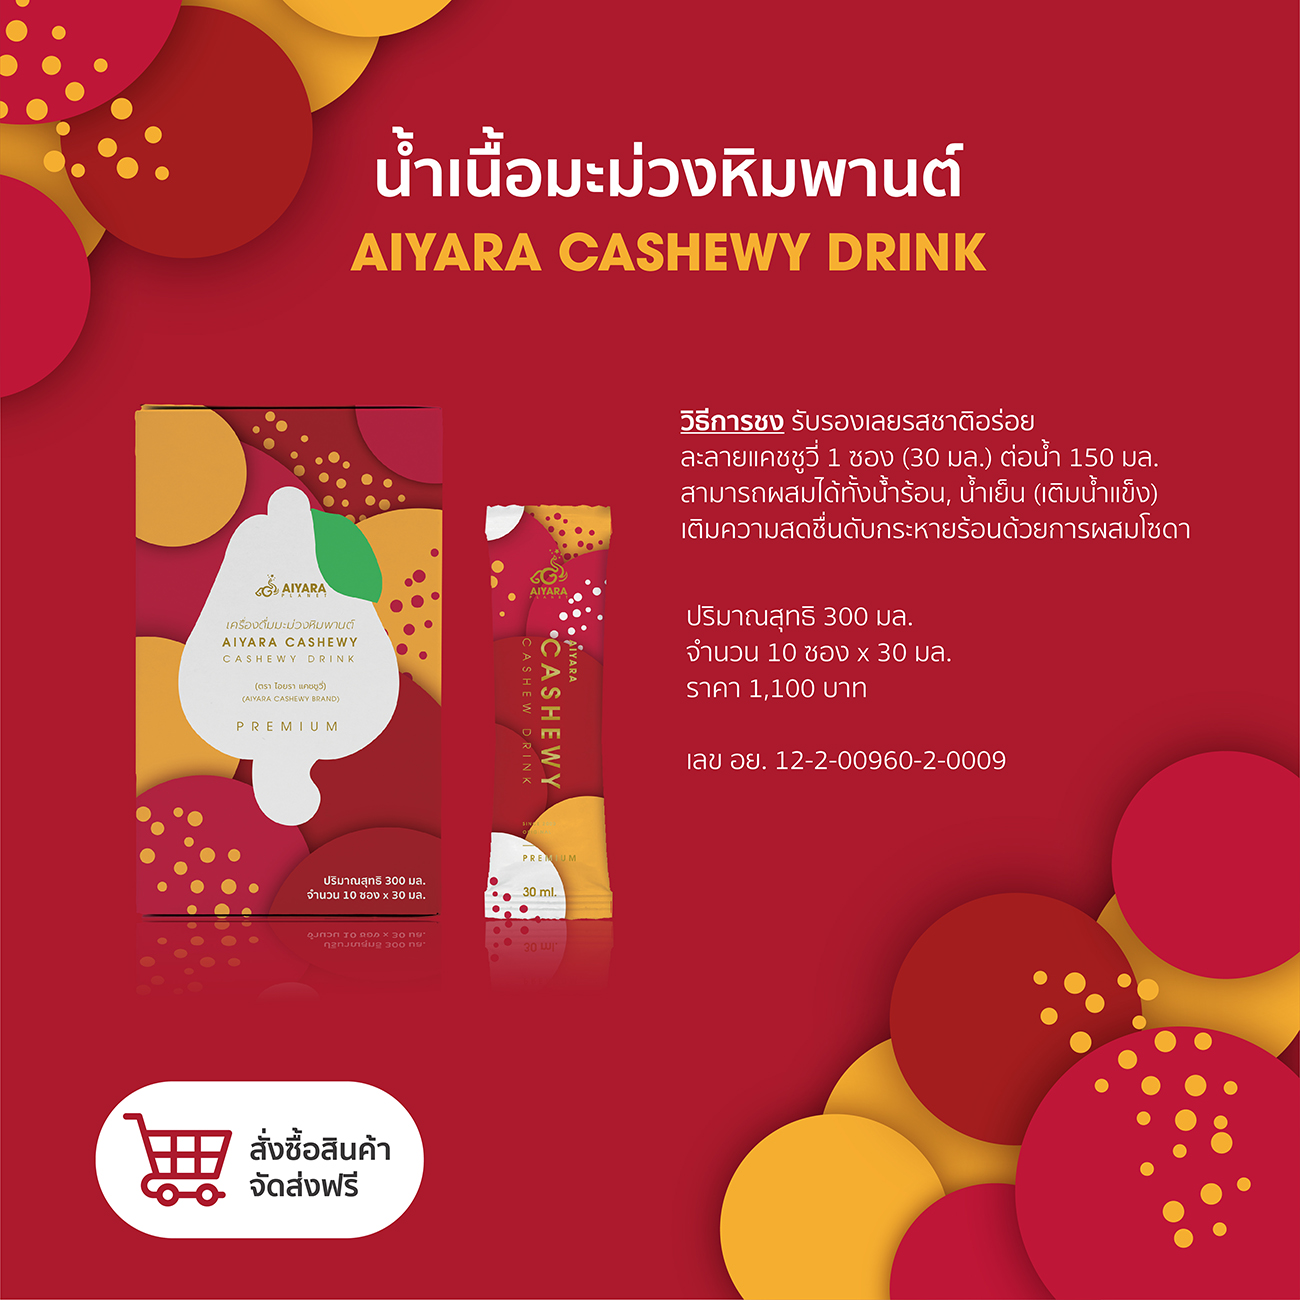 น้ำเนื้อมะม่วงหิมพานต์
AIYARA CASHEWY DRINK
วิธีการชง รับรองเลยรสชาติอร่อย
ละลายแคชชูวี่ 1 ซอง (30 มล.) ต่อน้ำ 150 มล.
สามารถผสมได้ทั้งน้ำร้อน, น้ำเย็น (เติมน้ำแข็ง)
เติมความสดชื่นดับกระหายร้อนด้วยการผสมโซดา
ปริมาณสุทธิ 300 มล.
จำนวน 10 ซอง x 30 มล.
ราคา 1,100 บาท
เลข อย. 12-2-00960-2-0009
AIYARA
PLANET
เครื่องดื่มมะม่วงหิมพานต์
AIYARA CASHEWY
CASHEWY DRINK
(ตรา ไอยรา แคชชูวี่)
(AIYARA CASHEWY BRAND)
PREMIUM
ปริมาณสุทธิ 300 มล.
จำนวน 10 ซอง x 30 มล.
AIYARA
PLANET
AIYARA
CASHEWY
CASHEW DRINK
PREMIUM
30 ml.
สั่งซื้อสินค้า
จัดส่งฟรี